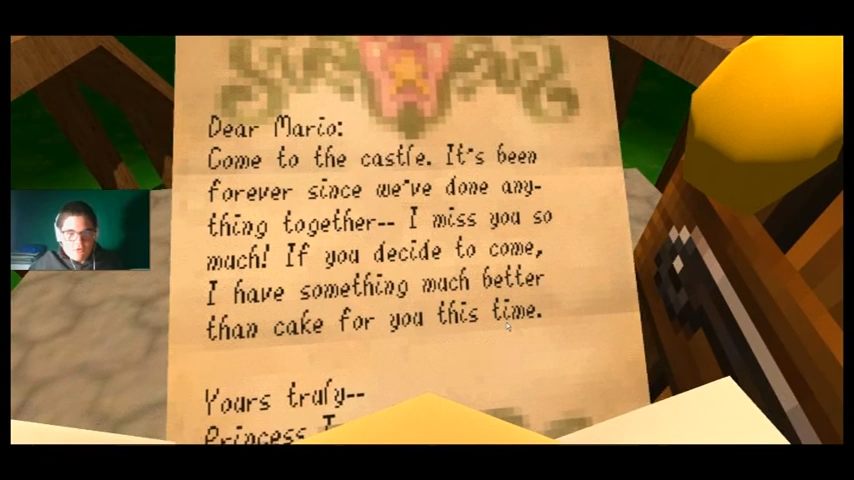 Dear Mario:
Come to the castle. It's been
forever since we've done any-
thing together-- I miss you so
much! If you decide to come,
I have something much better
than cake for you this time.
Yours truly--
Princess